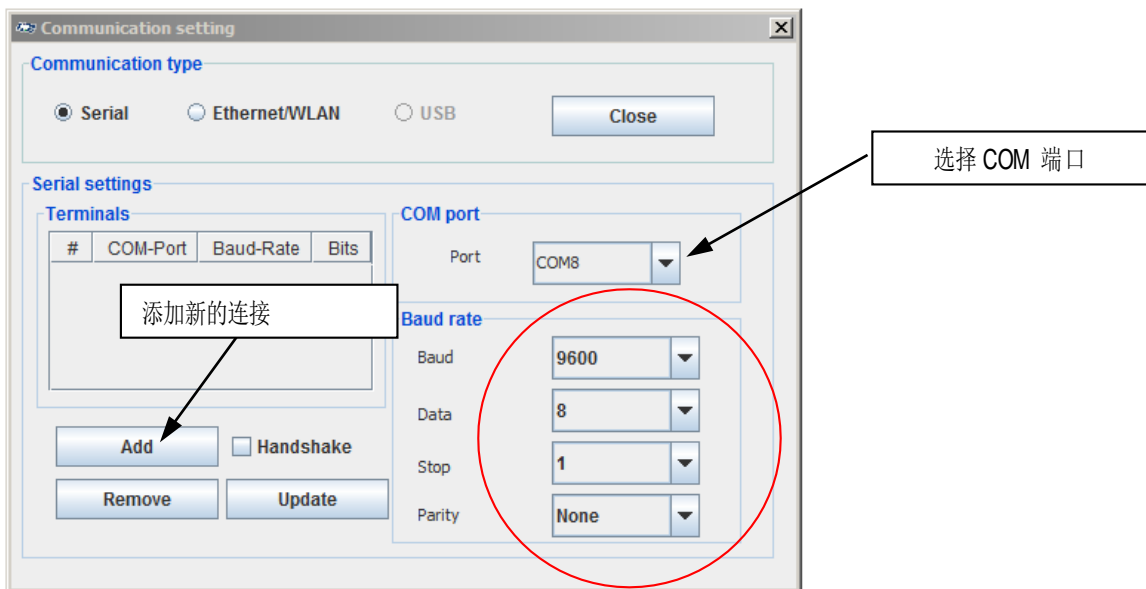 Communication setting
Communication type
Serial Ethernet/WLAN USB Close
选择 COM 端口
Serial settings
Terminals
# COM-Port Baud-Rate Bits
添加新的连接
Add Handshake
Remove Update
COM port
Port COM8
Baud rate
Baud 9600
Data 8
Stop 1
Parity None